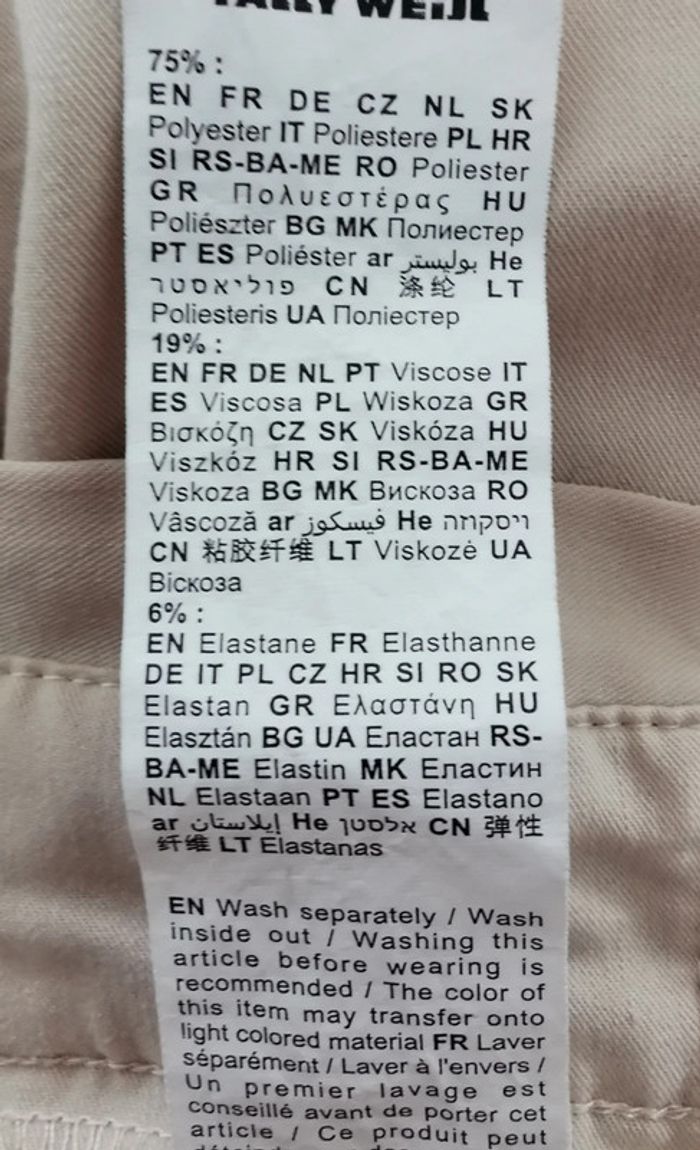 TALLY WEiJL
75% :
EN FR DE CZ NL SK
Polyester IT Poliestere PL HR
SI RS-BA-ME RO Poliester
GR Πολυεστέρας HU
Poliészter BG MK Полиестер
PT ES Poliéster ar بوليستر He
פוליאסטר CN 涤纶 LT
Poliesteris UA Поліестер
19% :
EN FR DE NL PT Viscose IT
ES Viscosa PL Wiskoza GR
Βισκόζη CZ SK Viskóza HU
Viszkóz HR SI RS-BA-ME
Viskoza BG MK Вискоза RO
Vâscoză ar فيسكوز He ויסקוזה
CN 粘胶纤维 LT Viskozė UA
Віскоза
6% :
EN Elastane FR Elasthanne
DE IT PL CZ HR SI RO SK
Elastan GR Ελαστάνη HU
Elasztán BG UA Еластан RS-
BA-ME Elastin MK Еластин
NL Elastaan PT ES Elastano
ar إيلاستان He אלסטן CN 弹性
纤维 LT Elastanas
EN Wash separately / Wash
inside out / Washing this
article before wearing is
recommended / The color of
this item may transfer onto
light colored material FR Laver
séparément / Laver à l'envers /
Un premier lavage est
conseillé avant de porter cet
article / Ce produit peut